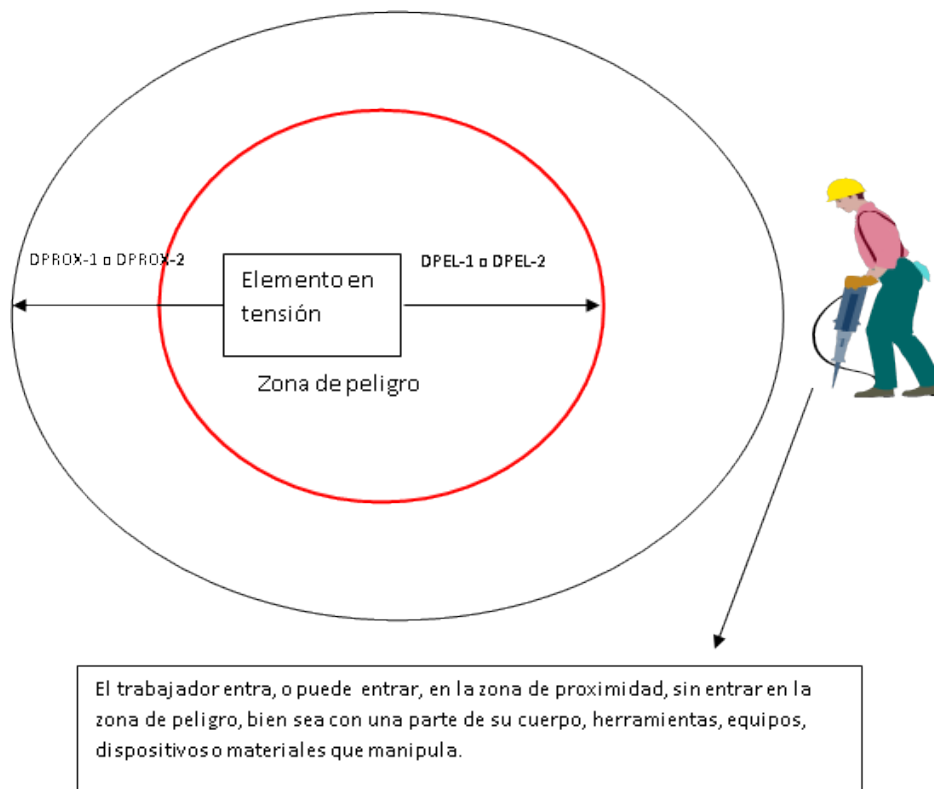 DPROX-1 o DPROX-2
DPEL-1 o DPEL-2
Elemento en
tensión
Zona de peligro
El trabajador entra, o puede entrar, en la zona de proximidad, sin entrar en la
zona de peligro, bien sea con una parte de su cuerpo, herramientas, equipos,
dispositivos o materiales que manipula.